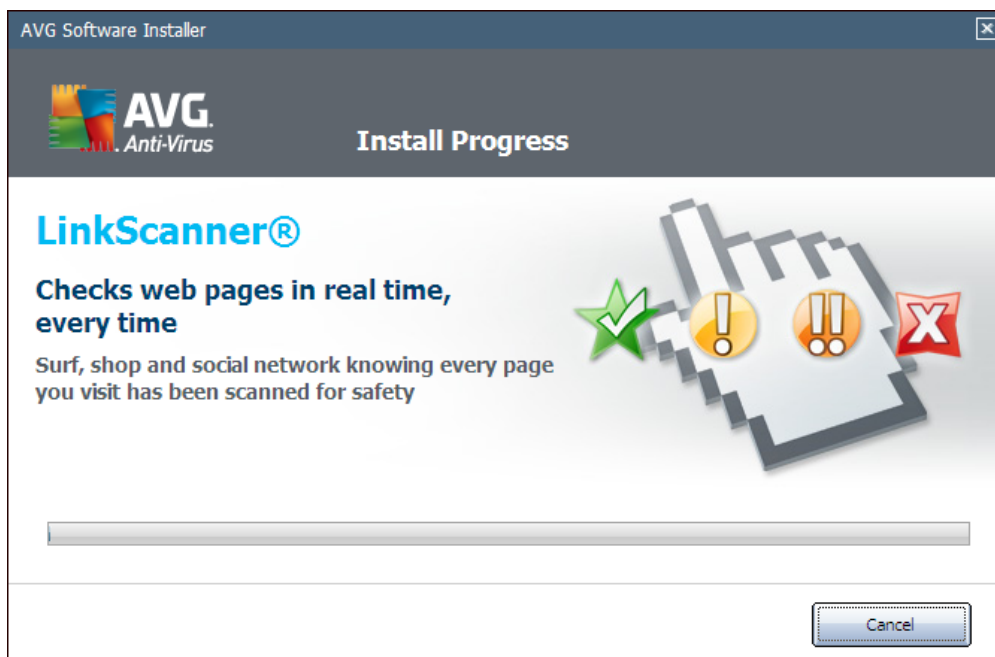 AVG Software Installer
AVG.
Anti-Virus
Install Progress
LinkScanner®
Checks web pages in real time,
every time
Surf, shop and social network knowing every page
you visit has been scanned for safety
Cancel